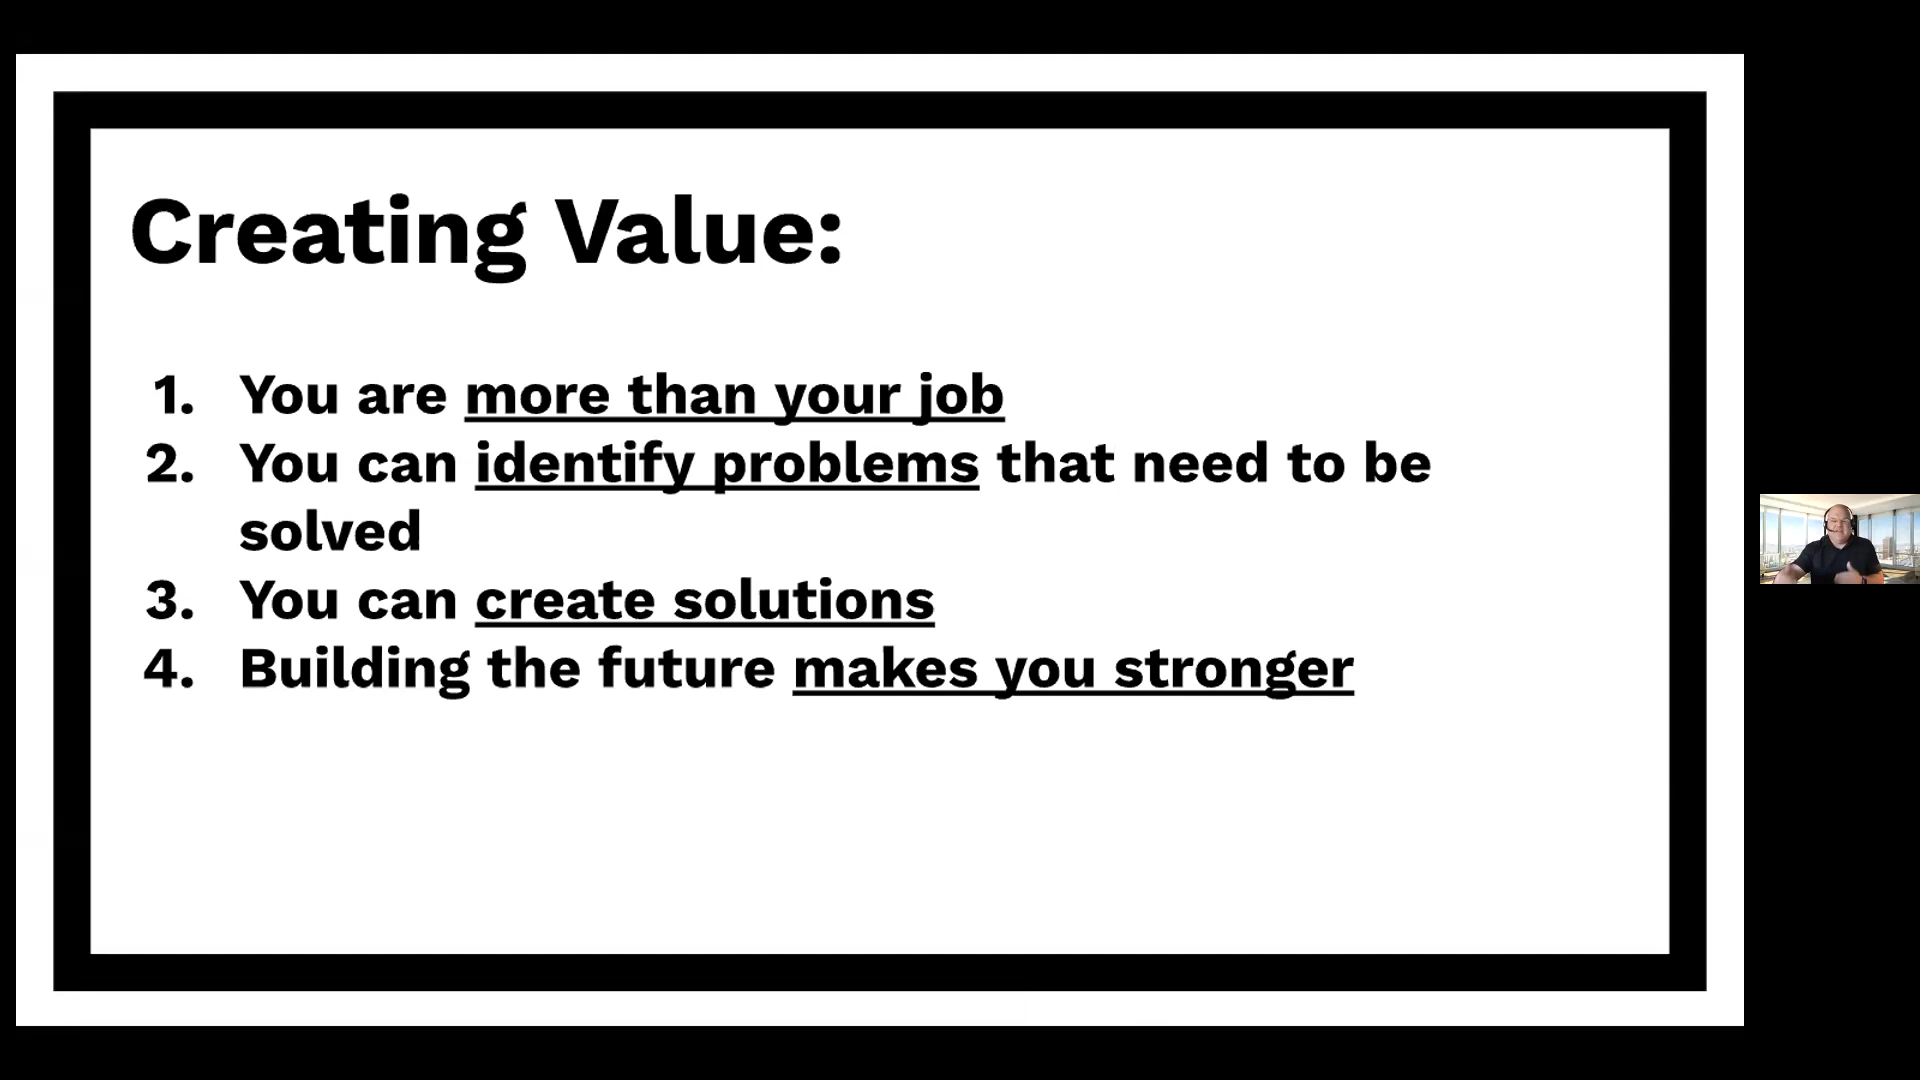 Creating Value:
1. You are more than your job
2. You can identify problems that need to be
solved
3. You can create solutions
4. Building the future makes you stronger